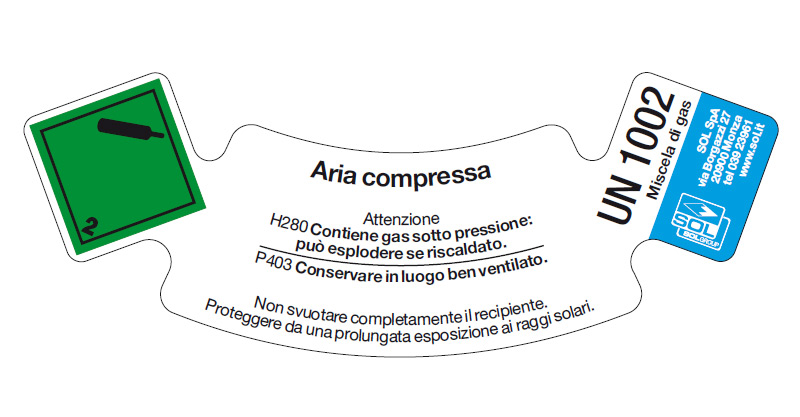 2
Aria compressa
Attenzione
H280 Contiene gas sotto pressione:
può esplodere se riscaldato.
P403 Conservare in luogo ben ventilato.
Non svuotare completamente il recipiente.
Proteggere da una prolungata esposizione ai raggi solari.
UN 1002
Miscela di gas
SOL SpA
via Borgazzi 27
20900 Monza
tel 039 23961
www.sol.it
SOL
SOLGROUP